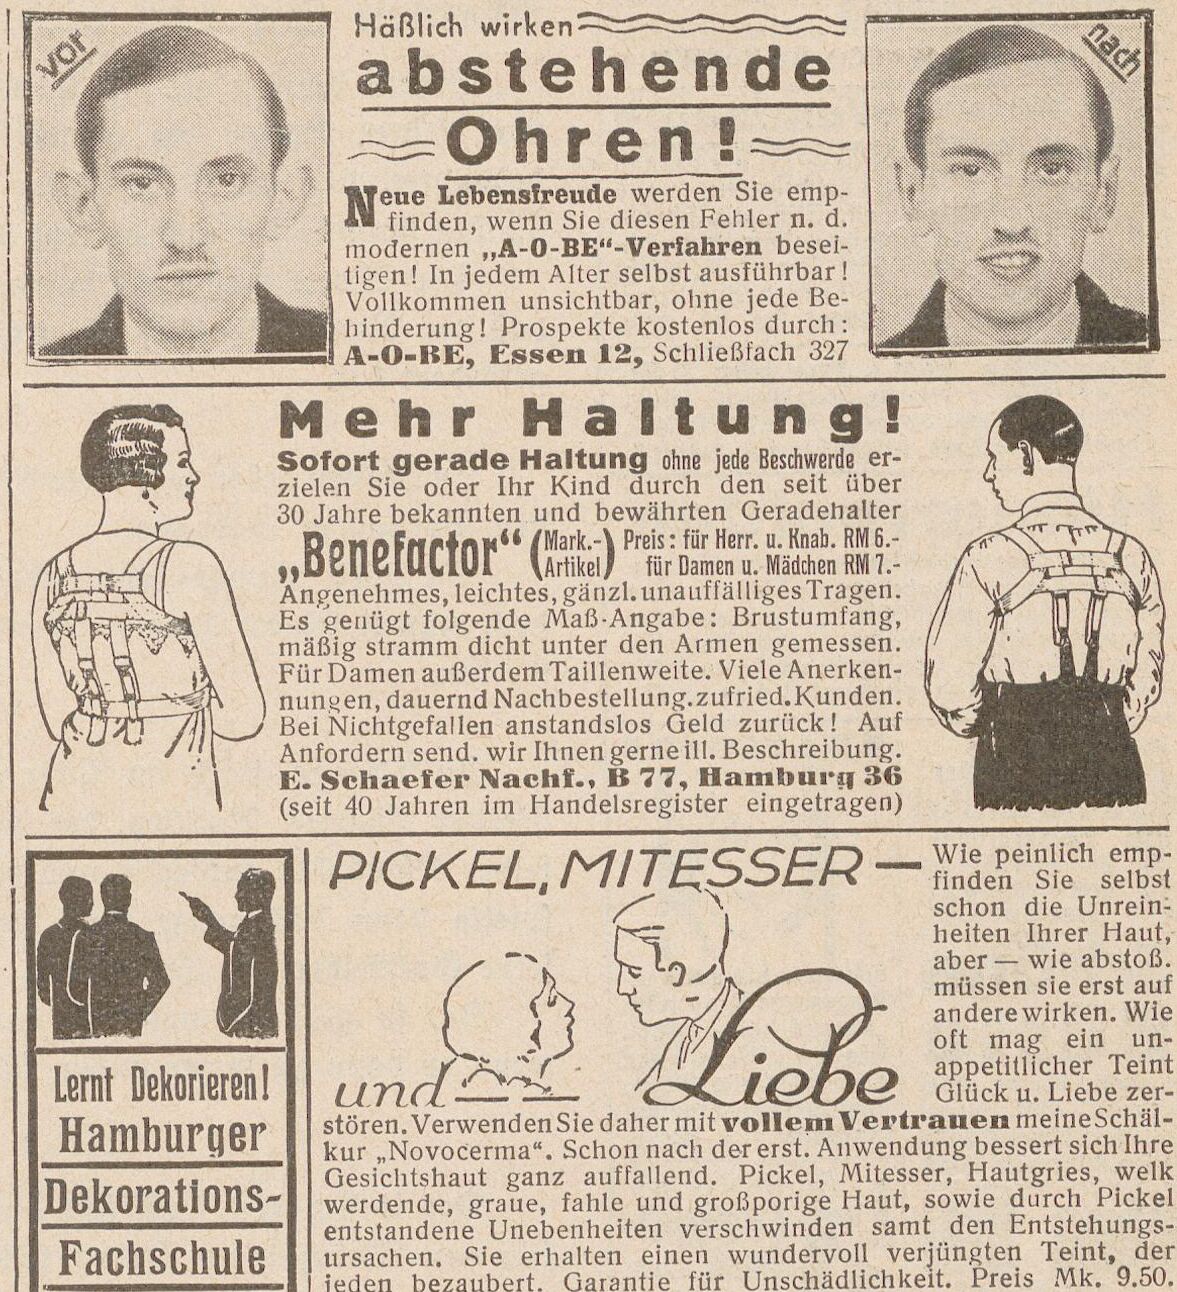 vor
Häßlich wirken
abstehende
Ohren!
nach
Neue Lebensfreude werden Sie emp-
finden, wenn Sie diesen Fehler n. d.
modernen „A-O-BE“-Verfahren besei-
tigen! In jedem Alter selbst ausführbar!
Vollkommen unsichtbar, ohne jede Be-
hinderung! Prospekte kostenlos durch:
A-O-BE, Essen 12, Schließfach 327
Mehr Haltung!
Sofort gerade Haltung ohne jede Beschwerde er-
zielen Sie oder Ihr Kind durch den seit über
30 Jahre bekannten und bewährten Geradehalter
„Benefactor“ (Mark.-Artikel) Preis: für Herr. u. Knab. RM 6.-
für Damen u. Mädchen RM 7.-
Angenehmes, leichtes, gänzl. unauffälliges Tragen.
Es genügt folgende Maß-Angabe: Brustumfang,
mäßig stramm dicht unter den Armen gemessen.
Für Damen außerdem Taillenweite. Viele Anerken-
nungen, dauernd Nachbestellung. zufried. Kunden.
Bei Nichtgefallen anstandslos Geld zurück! Auf
Anfordern send. wir Ihnen gerne ill. Beschreibung.
E. Schaefer Nachf., B 77, Hamburg 36
(seit 40 Jahren im Handelsregister eingetragen)
Lernt Dekorieren!
Hamburger
Dekorations-
Fachschule
PICKEL, MITESSER —
und Liebe
Wie peinlich emp-
finden Sie selbst
schon die Unrein-
heiten Ihrer Haut,
aber — wie abstoß.
müssen sie erst auf
andere wirken. Wie
oft mag ein un-
appetitlicher Teint
Glück u. Liebe zer-
stören. Verwenden Sie daher mit vollem Vertrauen meine Schäl-
kur „Novocerma“. Schon nach der erst. Anwendung bessert sich Ihre
Gesichtshaut ganz auffallend. Pickel, Mitesser, Hautgries, welk
werdende, graue, fahle und großporige Haut, sowie durch Pickel
entstandene Unebenheiten verschwinden samt den Entstehungs-
ursachen. Sie erhalten einen wundervoll verjüngten Teint, der
jeden bezaubert. Garantie für Unschädlichkeit. Preis Mk. 9.50.